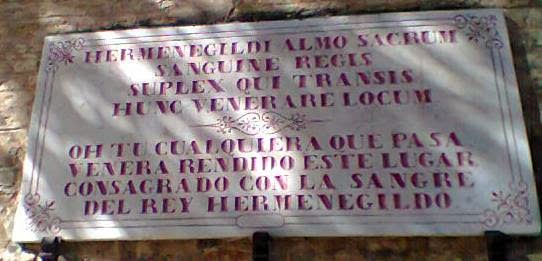 HERMENEGILDI ALMO SACRUM
SANGUINE REGIS
SUPLEX QUI TRANSIS
HUNC VENERARE LOCUM
OH TU CUALQUIERA QUE PASA
VENERA RENDIDO ESTE LUGAR
CONSAGRADO CON LA SANGRE
DEL REY HERMENEGILDO